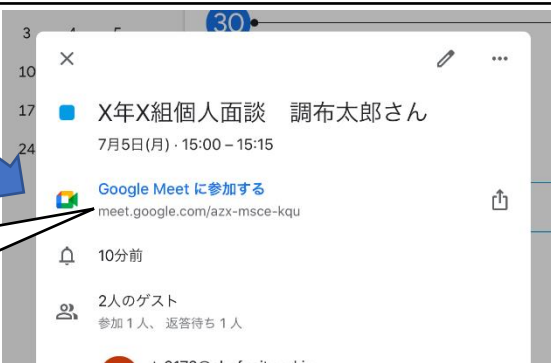 30
3 4 5
10
17
24
X年X組個人面談　調布太郎さん
7月5日(月)・15:00 – 15:15
Google Meet に参加する
meet.google.com/azx-msce-kqu
10分前
2人のゲスト
参加 1 人、 返答待ち 1 人